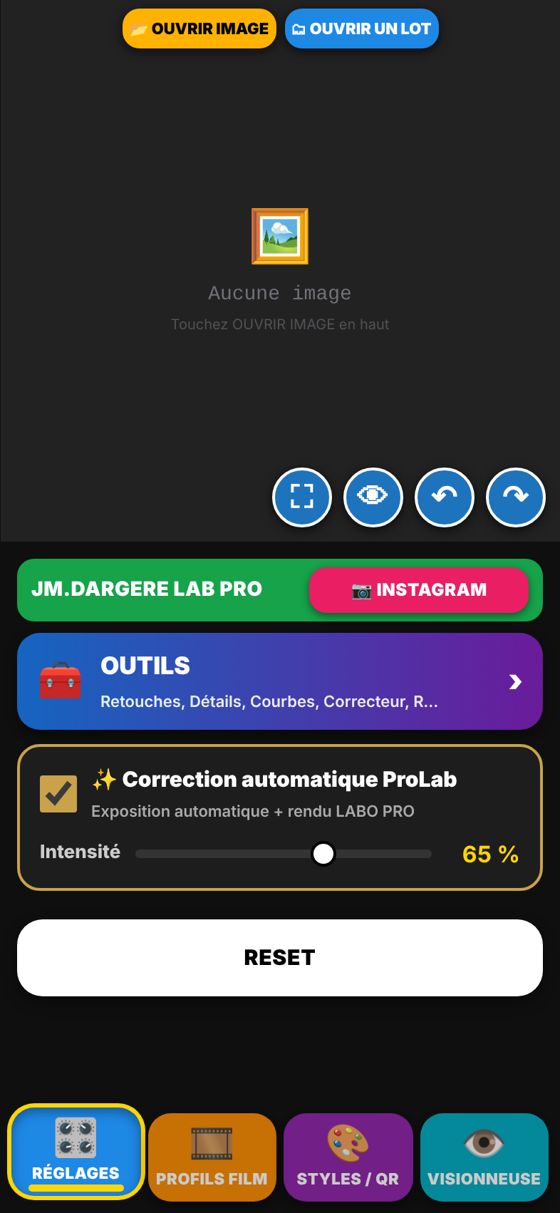 OUVRIR IMAGE
OUVRIR UN LOT
Aucune image
Touchez OUVRIR IMAGE en haut
JM.DARGERE LAB PRO
INSTAGRAM
OUTILS
Retouches, Détails, Courbes, Correcteur, R...
Correction automatique ProLab
Exposition automatique + rendu LABO PRO
Intensité
65 %
RESET
RÉGLAGES
PROFILS FILM
STYLES / QR
VISIONNEUSE